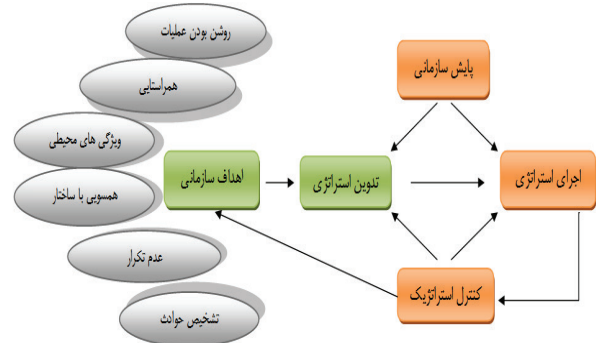 روشن بودن عملیات
همراستایی
ویژگی های محیطی
همسویی با ساختار
عدم تکرار
تشخیص حوادث
اهداف سازمانی
تدوین استراتژی
پایش سازمانی
اجرای استراتژی
کنترل استراتژیک